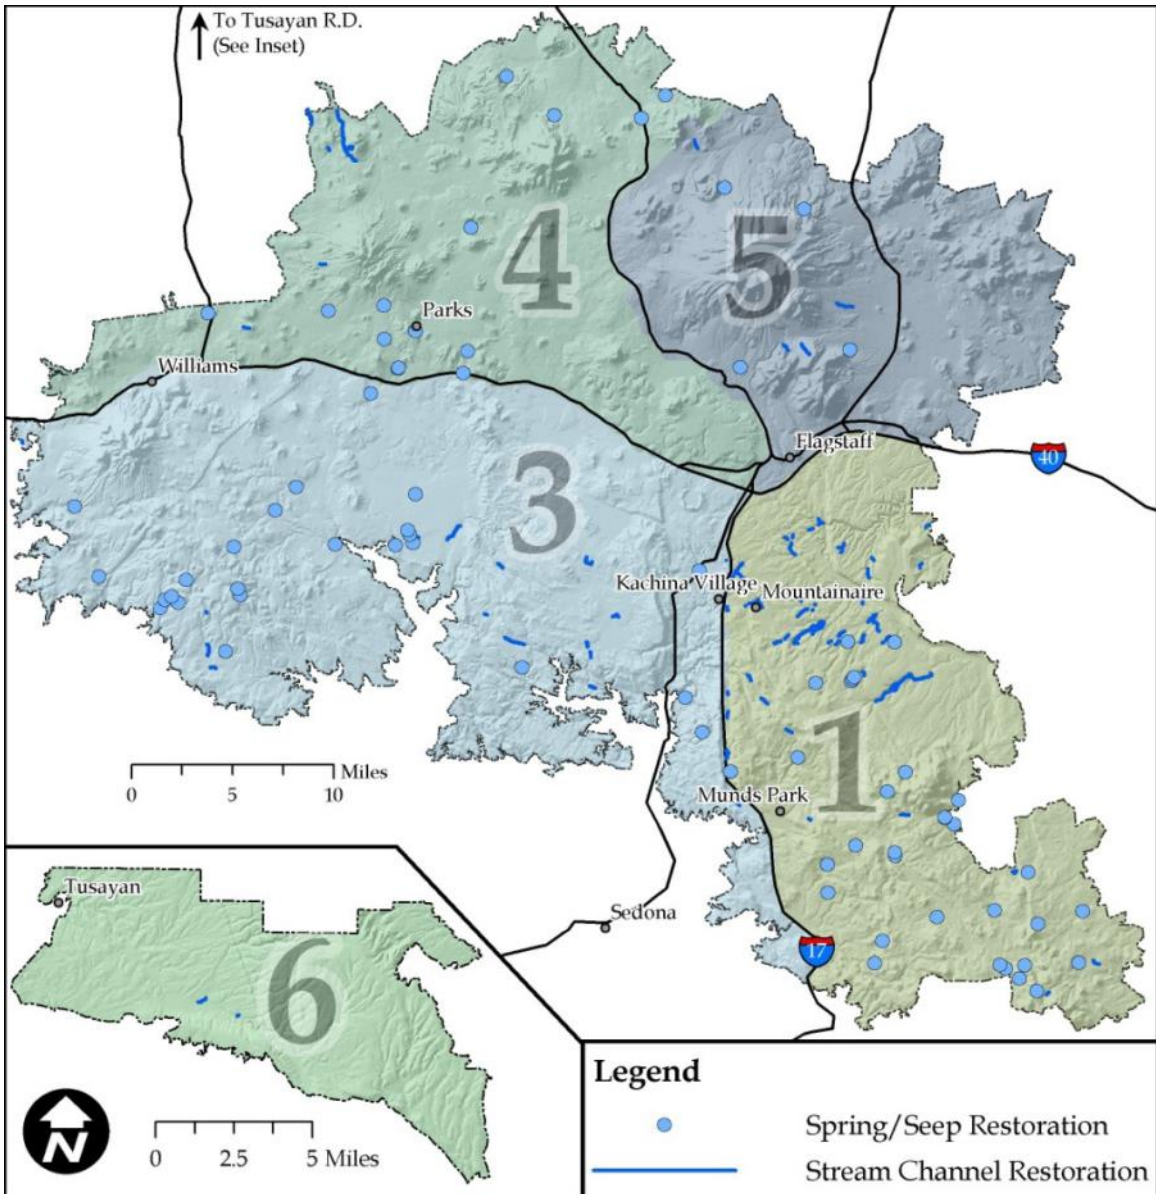 To Tusayan R.D.
(See Inset)
4
5
Parks
Williams
Flagstaff
40
3
Kachina Village
Mountainaire
1
0 5 10 Miles
Munds Park
Tusayan
Sedona
17
6
N
0 2.5 5 Miles
Legend
Spring/Seep Restoration
Stream Channel Restoration